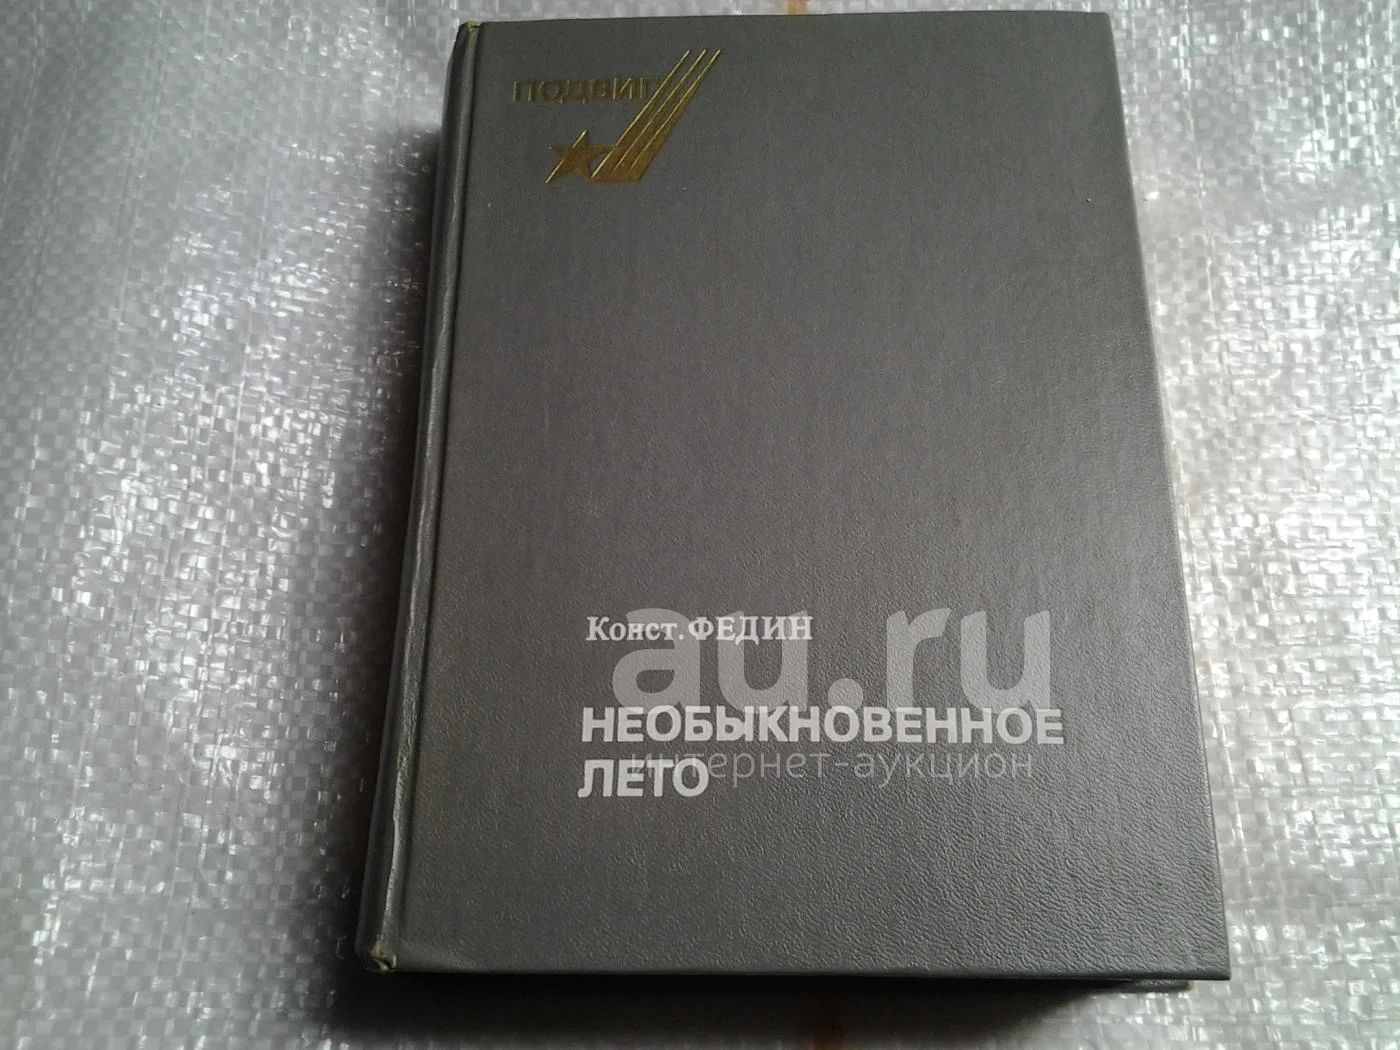 ПОДВИГ
Конст. ФЕДИН
au.ru
НЕОБЫКНОВЕННОЕ
интернет-аукцион
ЛЕТО